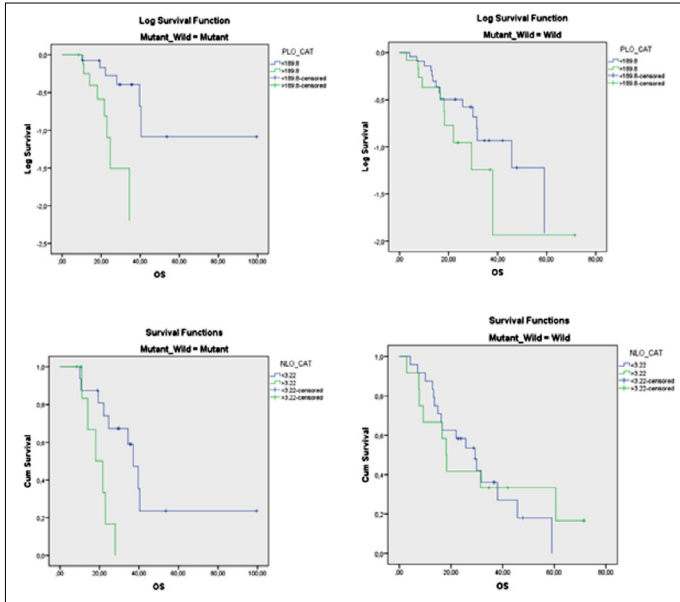 Log Survival Function
Mutant_Wild = Mutant
PLO_CAT
<189.8
>189.8
<189.8-censored
>189.8-censored
Log Survival
0,0
-0,5
-1,0
-1,5
-2,0
-2,5
,00
20,00
40,00
60,00
80,00
100,00
OS
Log Survival Function
Mutant_Wild = Wild
PLO_CAT
<189.8
>189.8
<189.8-censored
>189.8-censored
Log Survival
0,0
-0,5
-1,0
-1,5
-2,0
,00
20,00
40,00
60,00
80,00
OS
Survival Functions
Mutant_Wild = Mutant
NLO_CAT
<3.22
>3.22
<3.22-censored
>3.22-censored
Cum Survival
1,0
0,8
0,6
0,4
0,2
0,0
,00
20,00
40,00
60,00
80,00
100,00
OS
Survival Functions
Mutant_Wild = Wild
NLO_CAT
<3.22
>3.22
<3.22-censored
>3.22-censored
Cum Survival
1,0
0,8
0,6
0,4
0,2
0,0
,00
20,00
40,00
60,00
80,00
OS